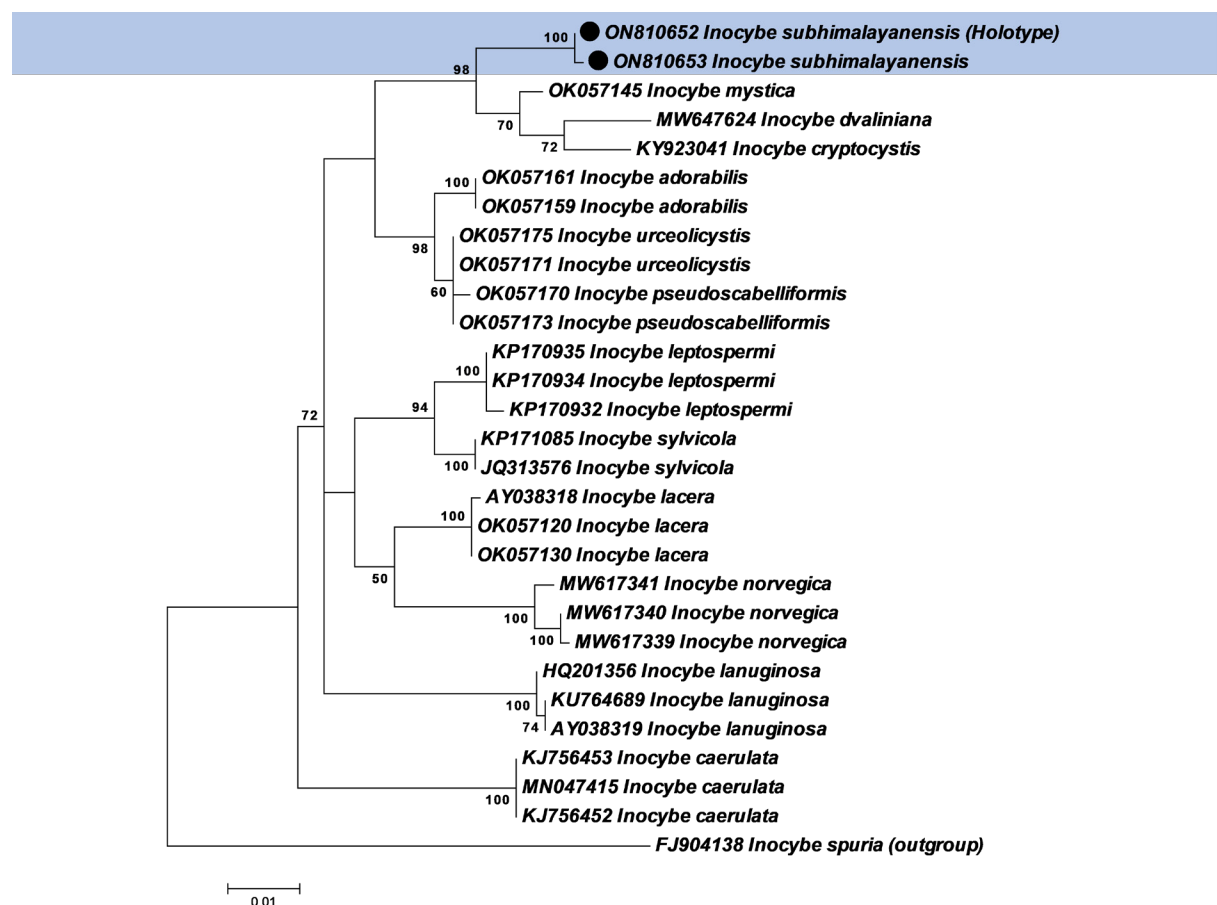 100
ON810652 Inocybe subhimalayanensis (Holotype)
ON810653 Inocybe subhimalayanensis
98
OK057145 Inocybe mystica
70
MW647624 Inocybe dvaliniana
72
KY923041 Inocybe cryptocystis
100
OK057161 Inocybe adorabilis
OK057159 Inocybe adorabilis
98
OK057175 Inocybe urceolicystis
OK057171 Inocybe urceolicystis
60
OK057170 Inocybe pseudoscabelliformis
OK057173 Inocybe pseudoscabelliformis
KP170935 Inocybe leptospermi
100
KP170934 Inocybe leptospermi
94
KP170932 Inocybe leptospermi
72
KP171085 Inocybe sylvicola
100
JQ313576 Inocybe sylvicola
AY038318 Inocybe lacera
100
OK057120 Inocybe lacera
OK057130 Inocybe lacera
50
MW617341 Inocybe norvegica
100
MW617340 Inocybe norvegica
100
MW617339 Inocybe norvegica
HQ201356 Inocybe lanuginosa
100
KU764689 Inocybe lanuginosa
74
AY038319 Inocybe lanuginosa
KJ756453 Inocybe caerulata
MN047415 Inocybe caerulata
100
KJ756452 Inocybe caerulata
FJ904138 Inocybe spuria (outgroup)
0.01